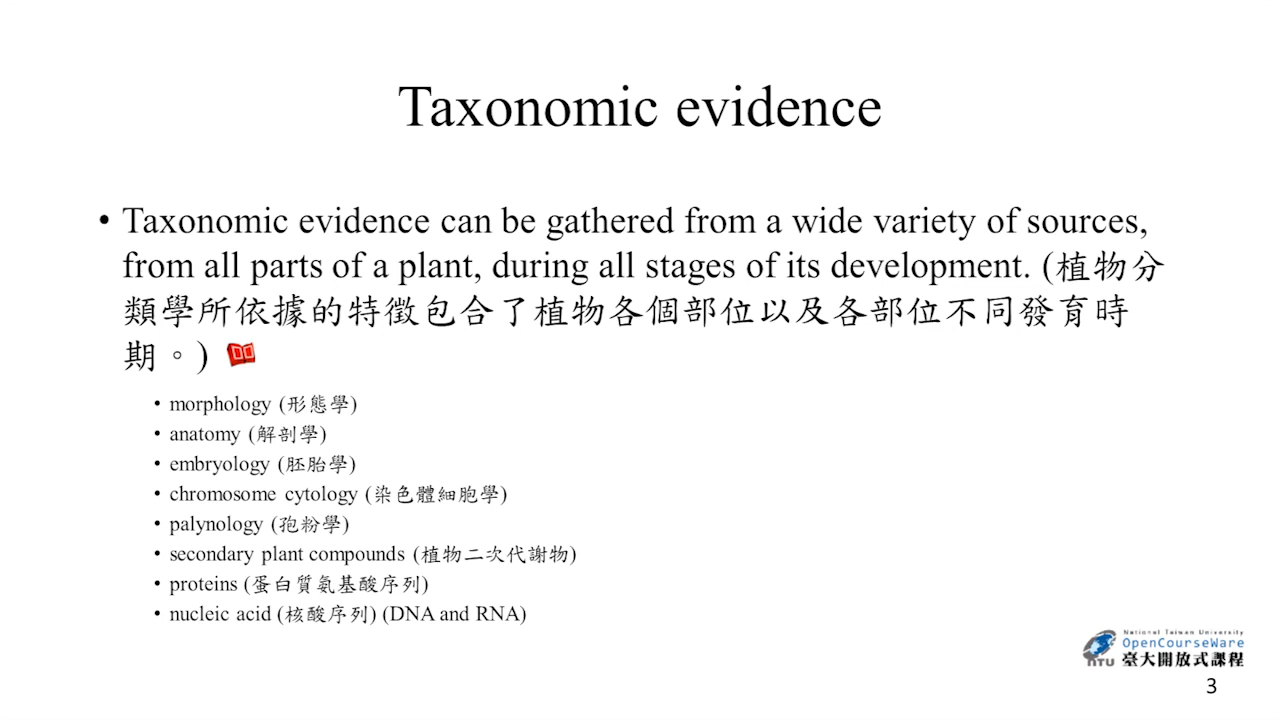 Taxonomic evidence
• Taxonomic evidence can be gathered from a wide variety of sources,
from all parts of a plant, during all stages of its development. (植物分
類學所依據的特徵包含了植物各個部位以及各部位不同發育時
期。)
• morphology (形態學)
• anatomy (解剖學)
• embryology (胚胎學)
• chromosome cytology (染色體細胞學)
• palynology (孢粉學)
• secondary plant compounds (植物二次代謝物)
• proteins (蛋白質氨基酸序列)
• nucleic acid (核酸序列) (DNA and RNA)
National Taiwan University
OpenCourseWare
NTU 臺大開放式課程
3